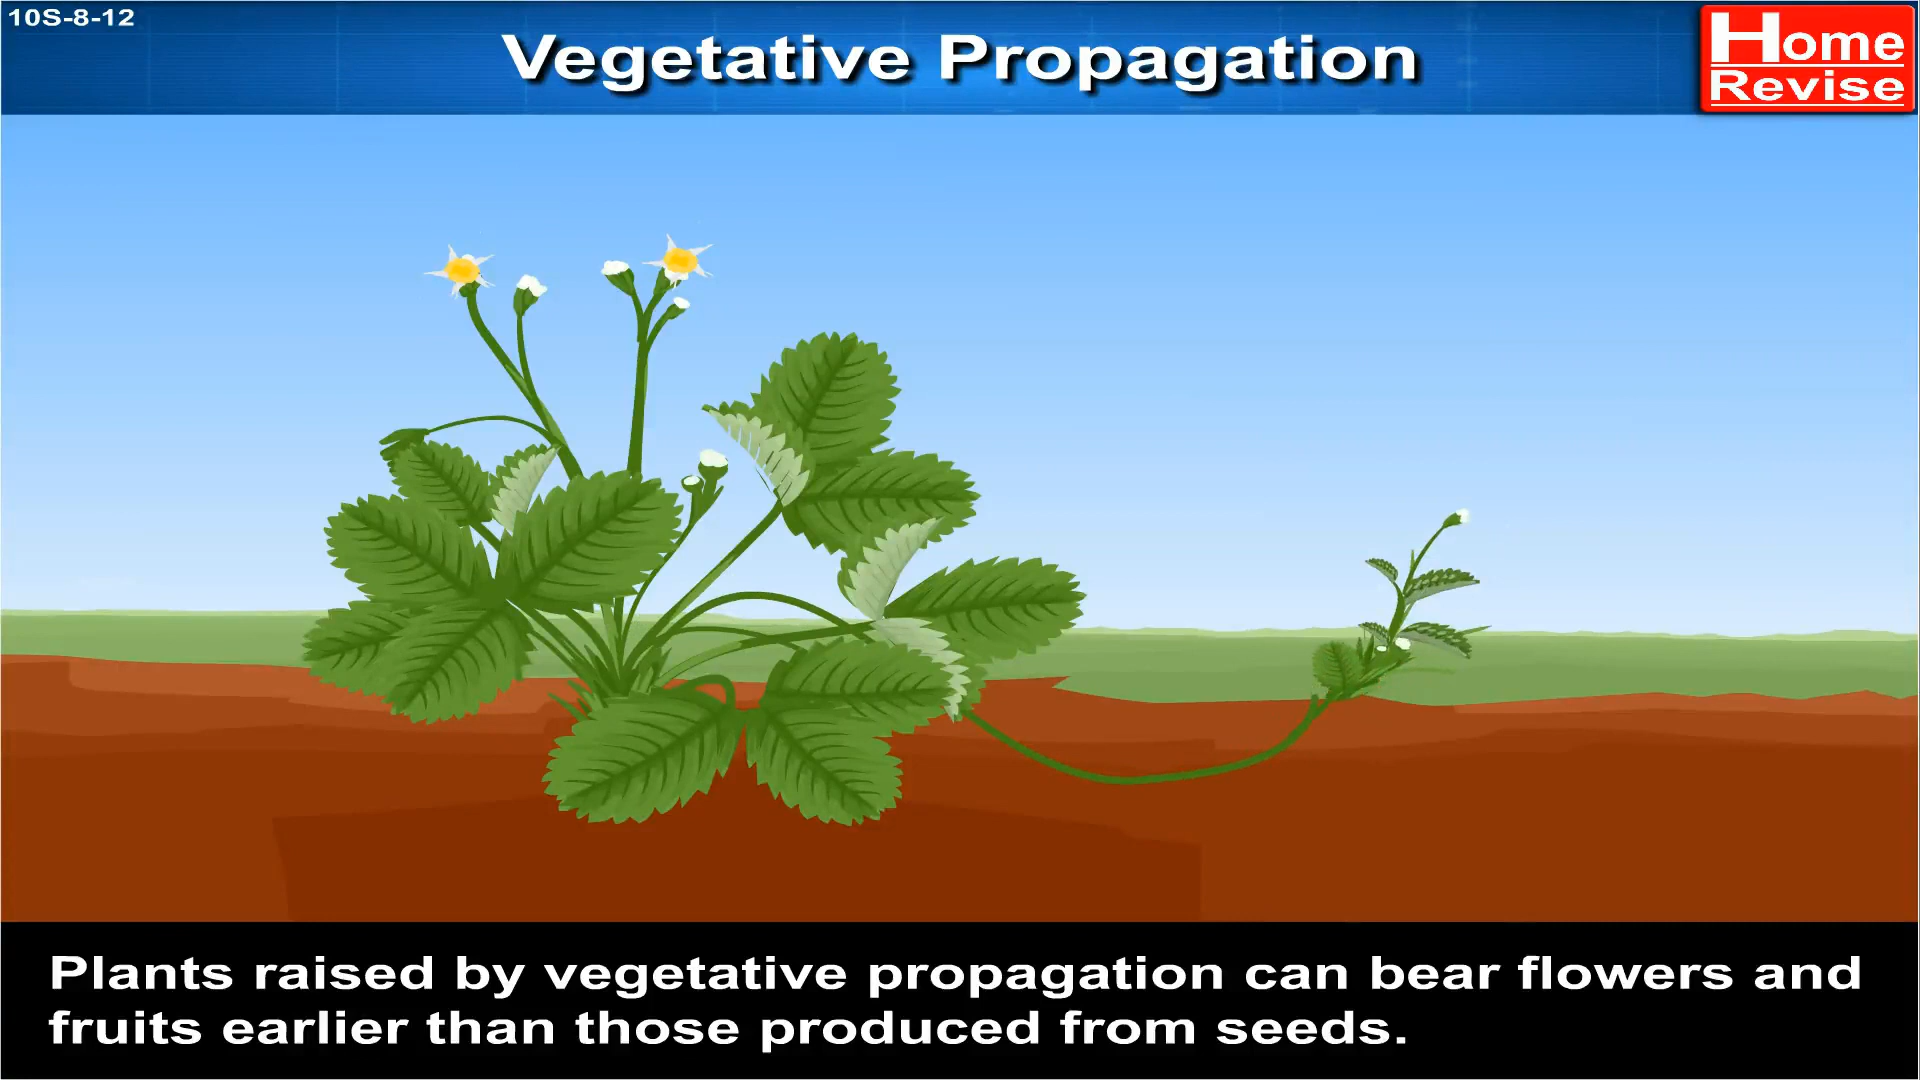 10S-8-12
Vegetative Propagation
Home
Revise
Plants raised by vegetative propagation can bear flowers and
fruits earlier than those produced from seeds.